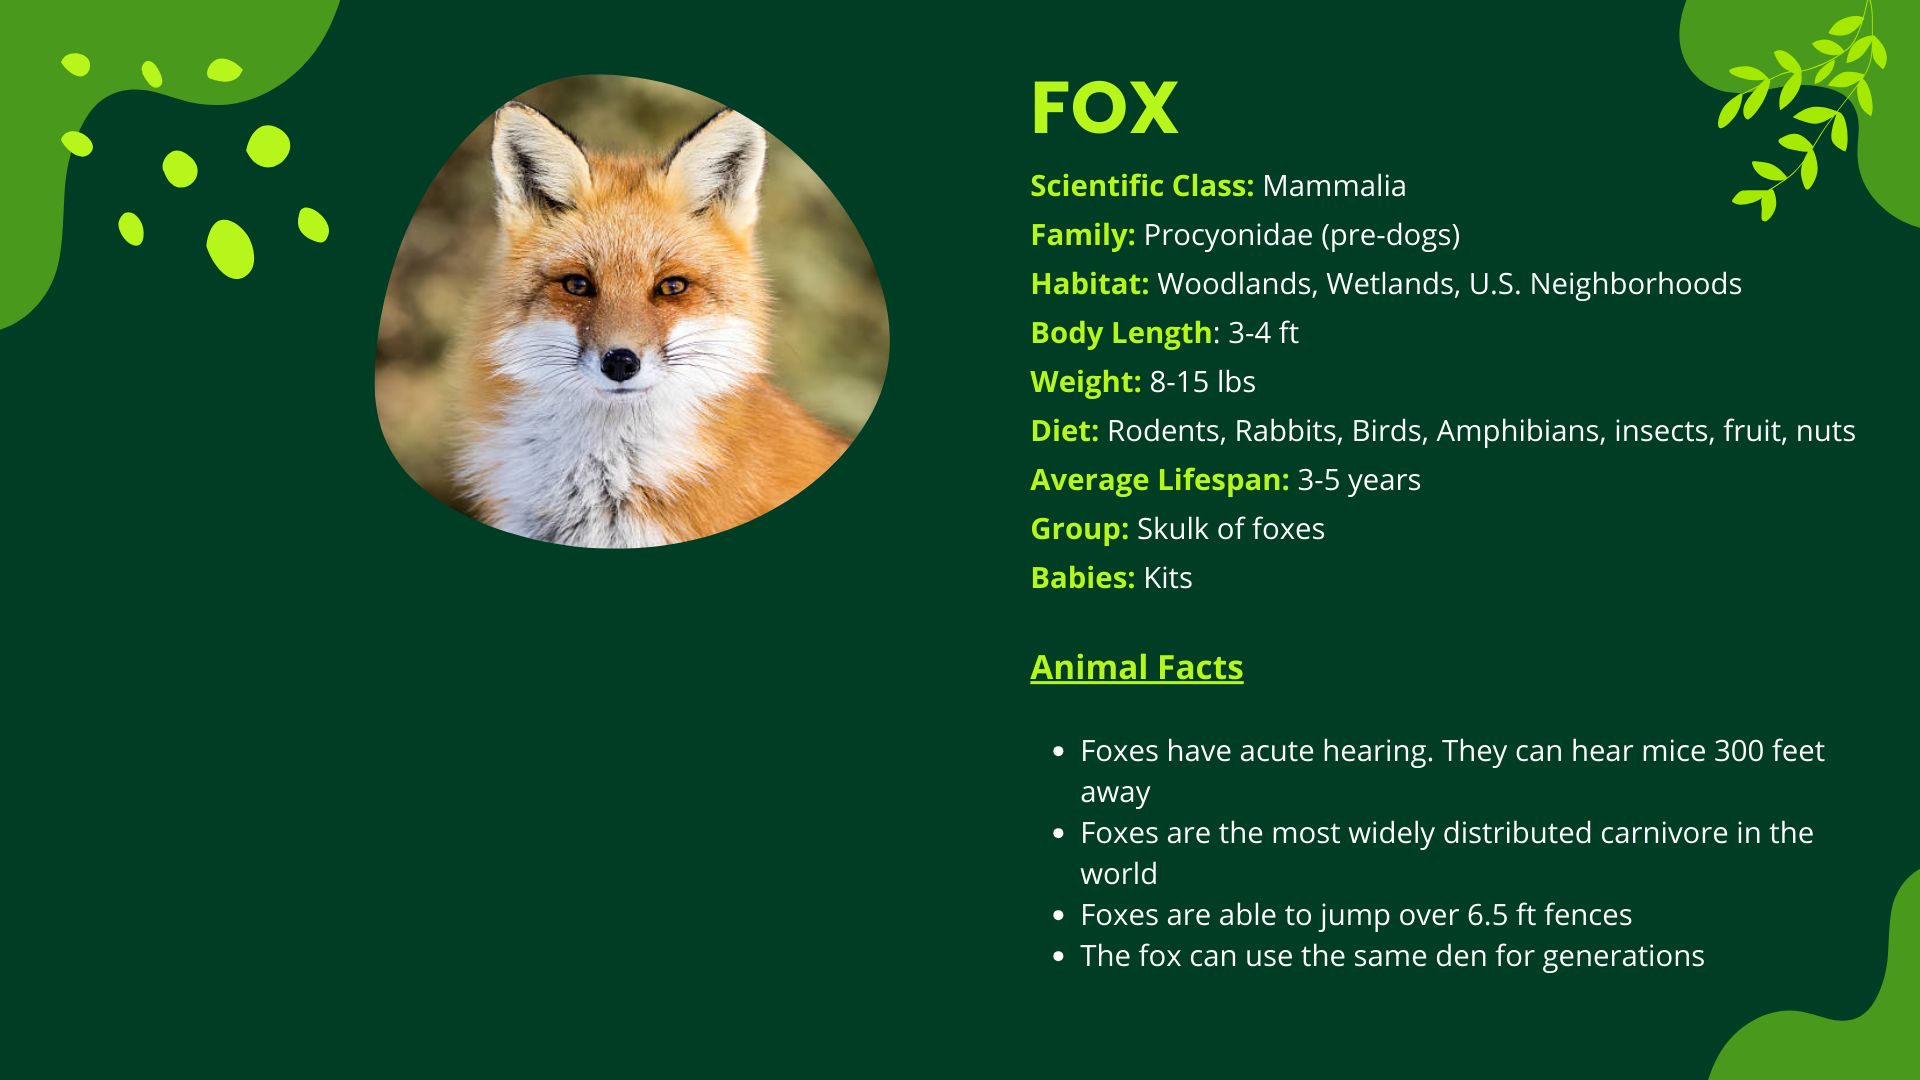 FOX
Scientific Class: Mammalia
Family: Procyonidae (pre-dogs)
Habitat: Woodlands, Wetlands, U.S. Neighborhoods
Body Length: 3-4 ft
Weight: 8-15 lbs
Diet: Rodents, Rabbits, Birds, Amphibians, insects, fruit, nuts
Average Lifespan: 3-5 years
Group: Skulk of foxes
Babies: Kits
Animal Facts
• Foxes have acute hearing. They can hear mice 300 feet
away
• Foxes are the most widely distributed carnivore in the
world
• Foxes are able to jump over 6.5 ft fences
• The fox can use the same den for generations